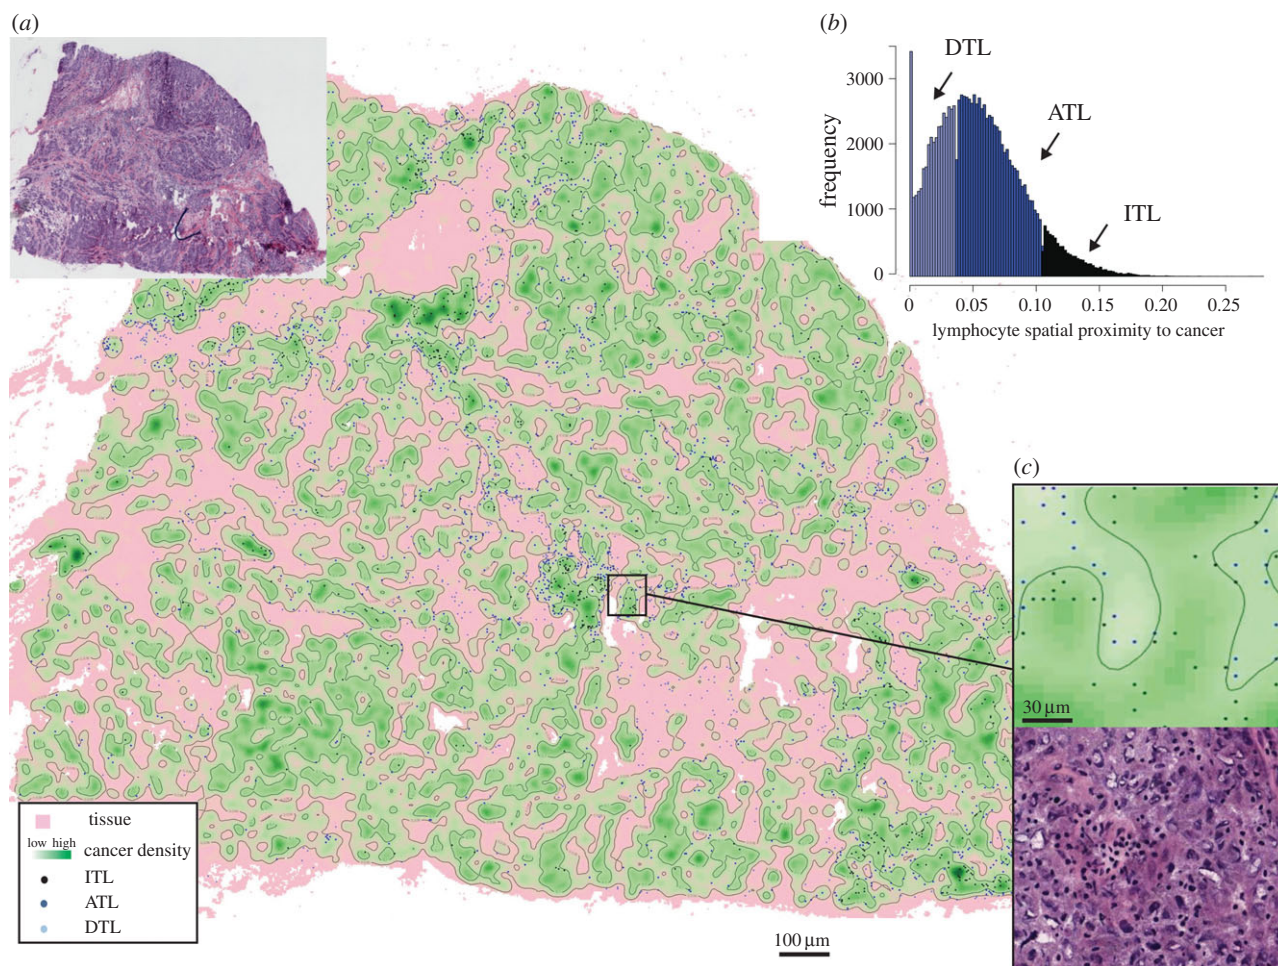 (a)
(b)
DTL
ATL
ITL
frequency
3000
2000
1000
0
0 0.05 0.10 0.15 0.20 0.25
lymphocyte spatial proximity to cancer
(c)
30 µm
tissue
low high cancer density
ITL
ATL
DTL
100 µm